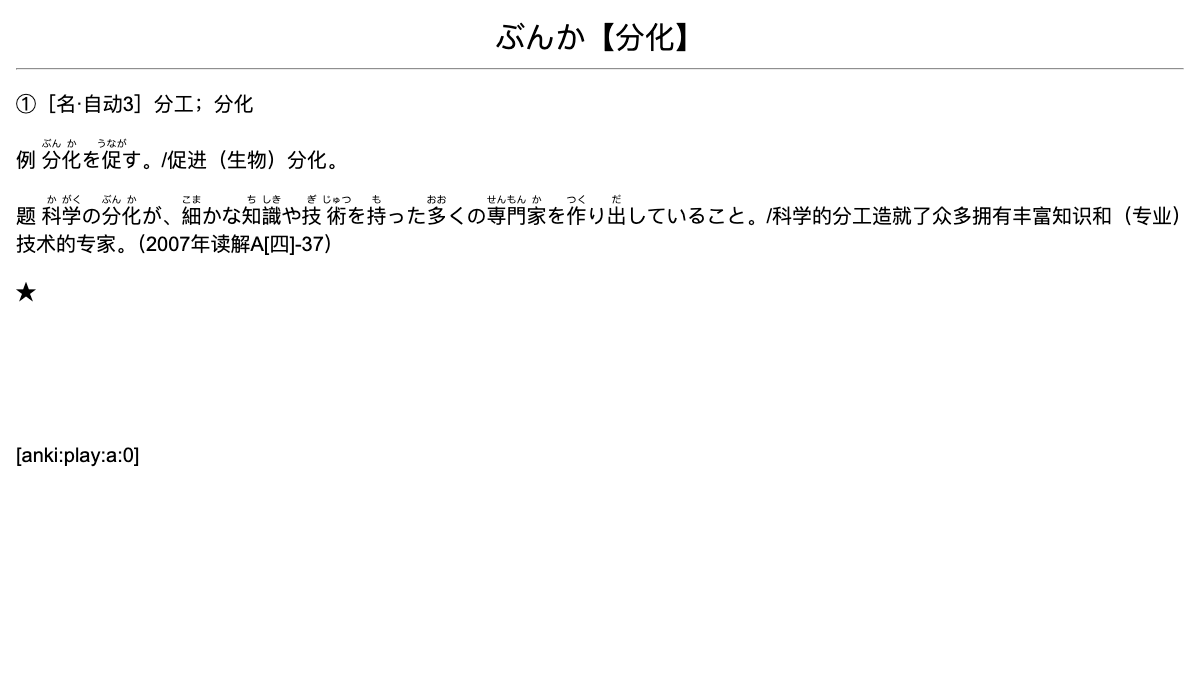 ぶんか【分化】
①［名·自动3］分工；分化
ぶん か うなが
例 分化を促す。/促进（生物）分化。
か がく ぶん か こま ち しき ぎ じゅつ も おお せんもん か つく だ
题 科学の分化が、細かな知識や技術を持った多くの専門家を作り出していること。/科学的分工造就了众多拥有丰富知识和（专业）
技术的专家。（2007年读解A[四]-37）
★
[anki:play:a:0]